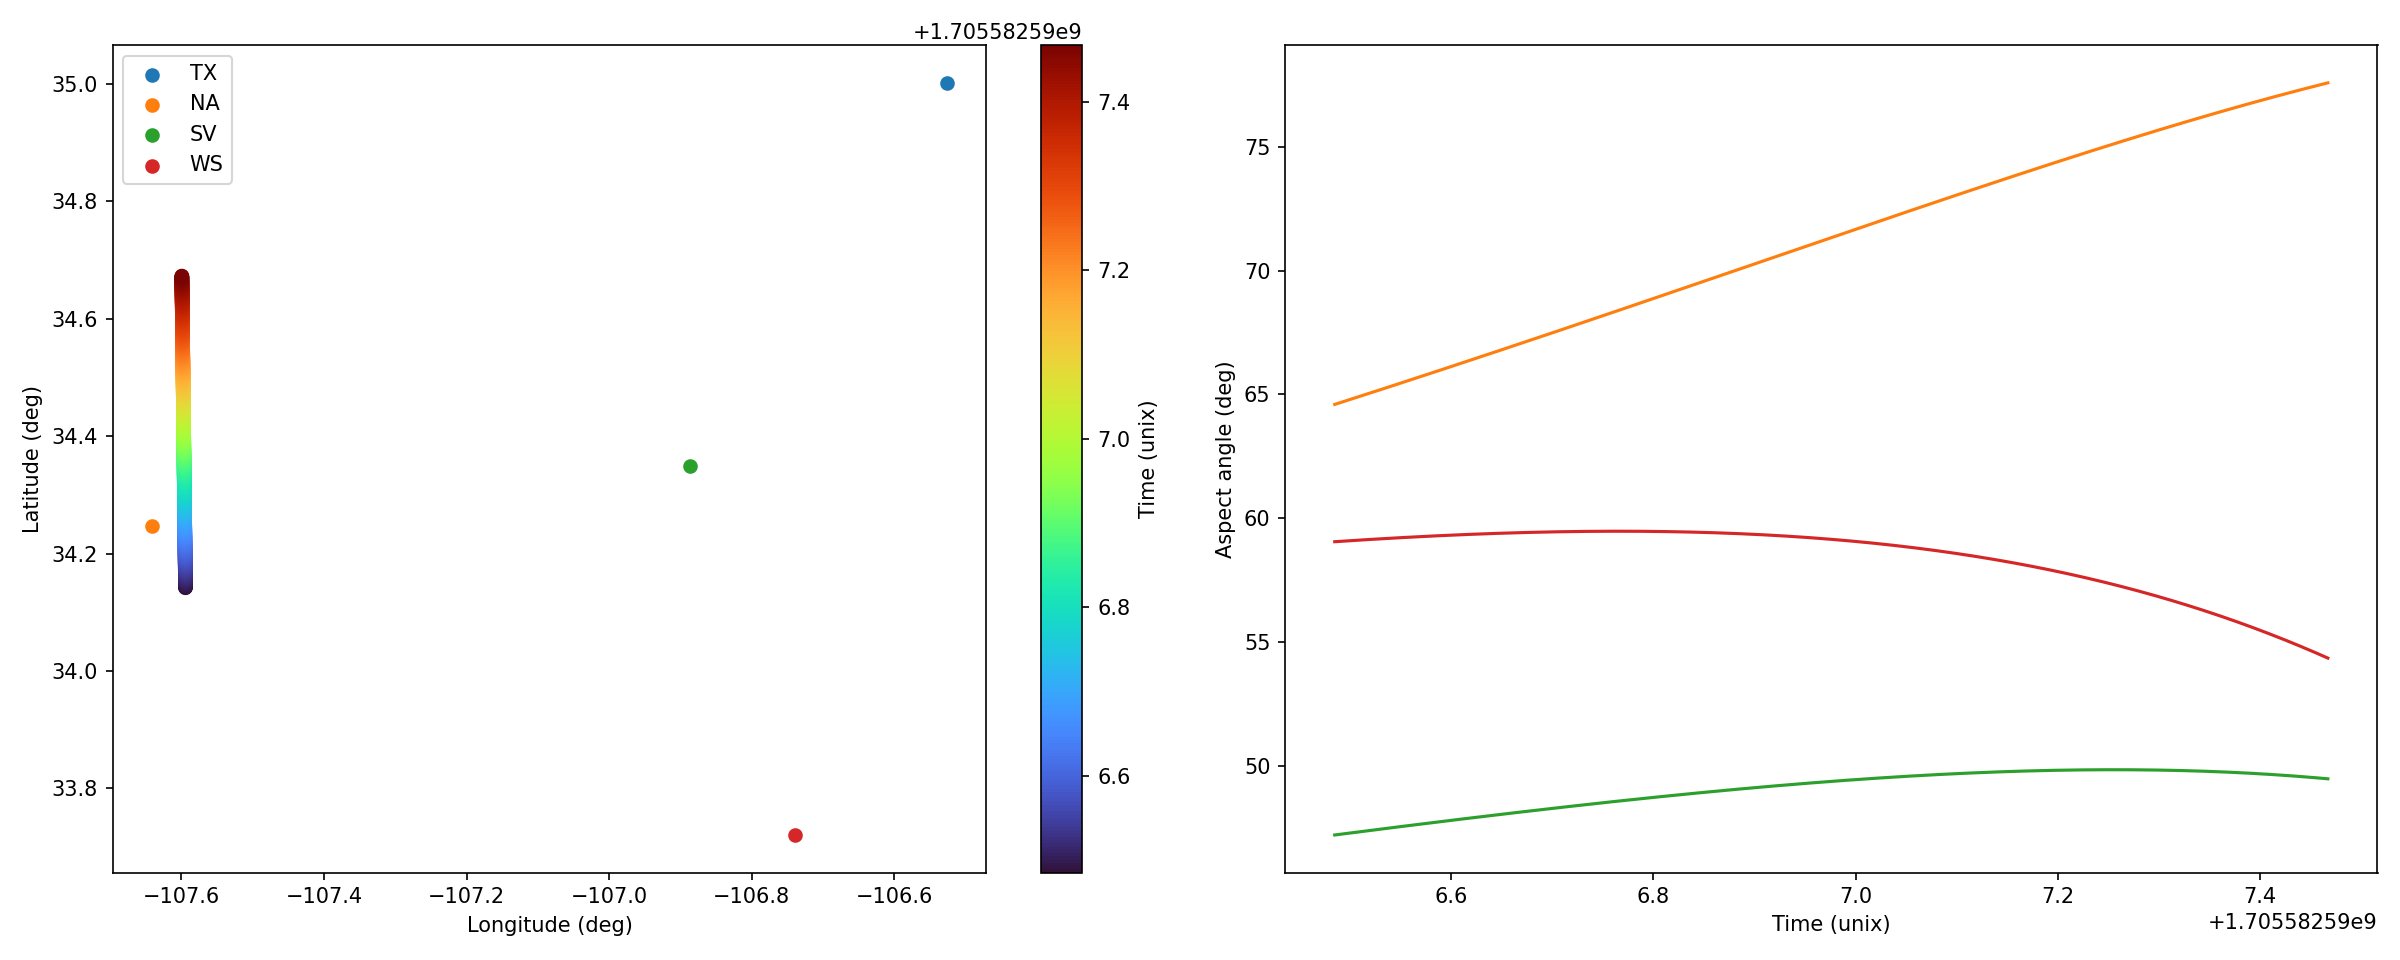 +1.70558259e9
TX
NA
SV
WS
35.0
34.8
34.6
34.4
34.2
34.0
33.8
Latitude (deg)
−107.6
−107.4
−107.2
−107.0
−106.8
−106.6
Longitude (deg)
7.4
7.2
7.0
6.8
6.6
Time (unix)
75
70
65
60
55
50
Aspect angle (deg)
6.6
6.8
7.0
7.2
7.4
Time (unix)
+1.70558259e9